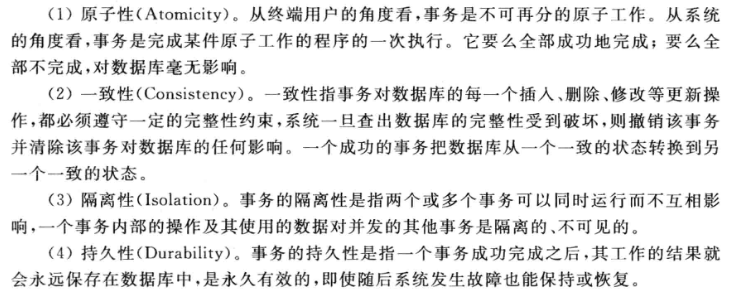 （1）原子性（Atomicity）。从终端用户的角度看，事务是不可再分的原子工作。从系统
的角度看，事务是完成某件原子工作的程序的一次执行。它要么全部成功地完成；要么全
部不完成，对数据库毫无影响。
（2）一致性（Consistency）。一致性指事务对数据库的每一个插入、删除、修改等更新操
作，都必须遵守一定的完整性约束，系统一旦查出数据库的完整性受到破坏，则撤销该事务
并清除该事务对数据库的任何影响。一个成功的事务把数据库从一个一致的状态转换到另
一个一致的状态。
（3）隔离性（Isolation）。事务的隔离性是指两个或多个事务可以同时运行而不互相影
响，一个事务内部的操作及其使用的数据对并发的其他事务是隔离的、不可见的。
（4）持久性（Durability）。事务的持久性是指一个事务成功完成之后，其工作的结果就
会永远保存在数据库中，是永久有效的，即使随后系统发生故障也能保持或恢复。